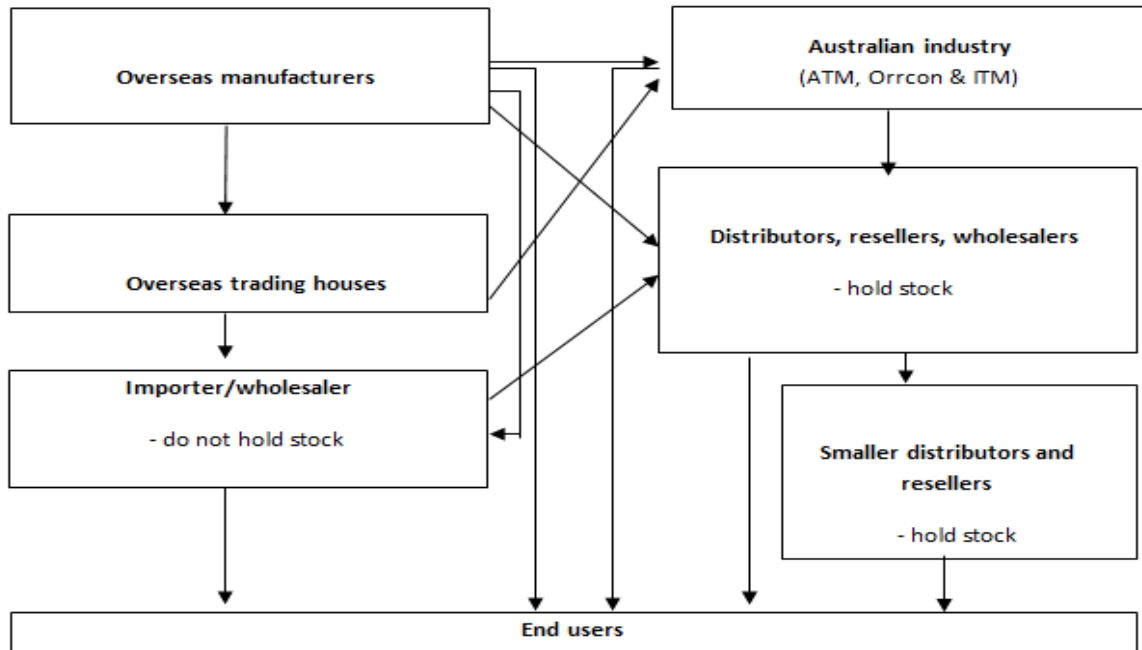 Overseas manufacturers
Australian industry
(ATM, Orrcon & ITM)
Distributors, resellers, wholesalers
- hold stock
Overseas trading houses
Importer/wholesaler
- do not hold stock
Smaller distributors and
resellers
- hold stock
End users